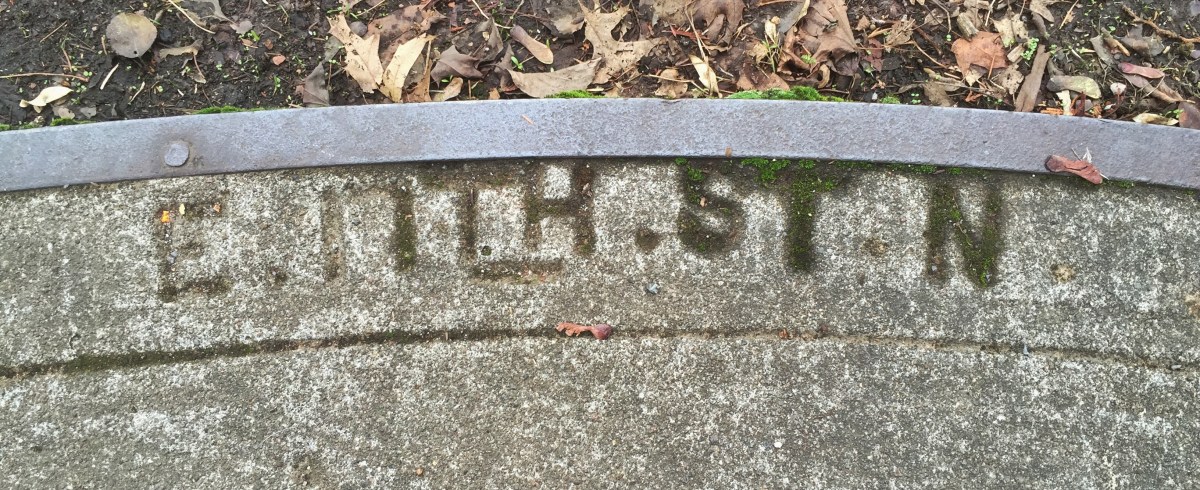 E. 11TH. ST. N.